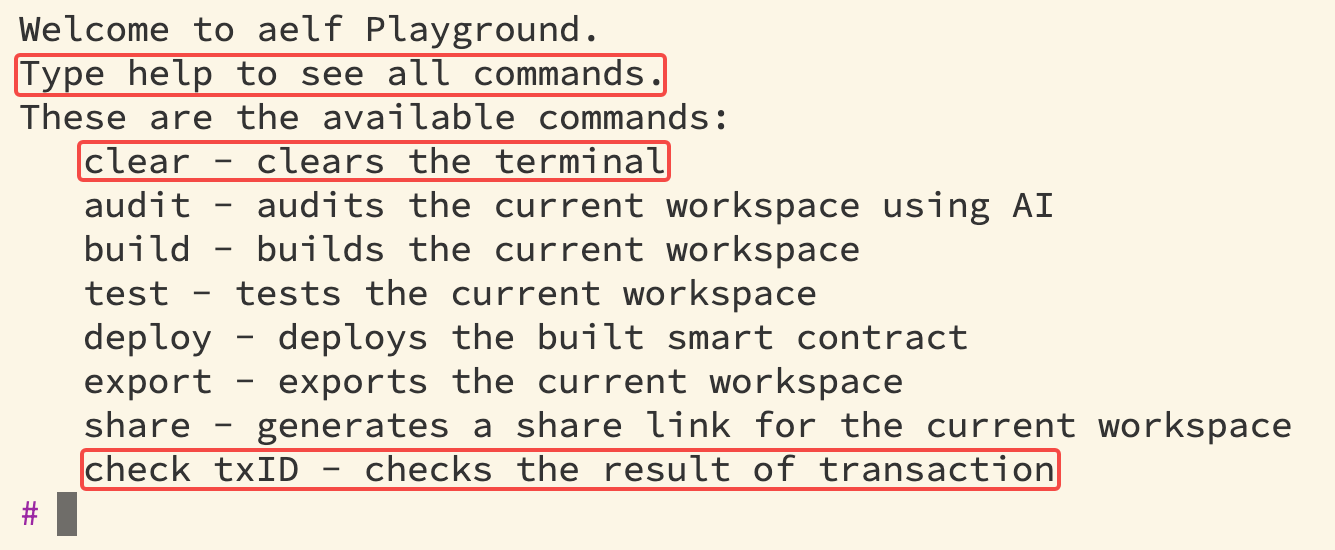 Welcome to aelf Playground.
Type help to see all commands.
These are the available commands:
clear - clears the terminal
audit - audits the current workspace using AI
build - builds the current workspace
test - tests the current workspace
deploy - deploys the built smart contract
export - exports the current workspace
share - generates a share link for the current workspace
check txID - checks the result of transaction
#